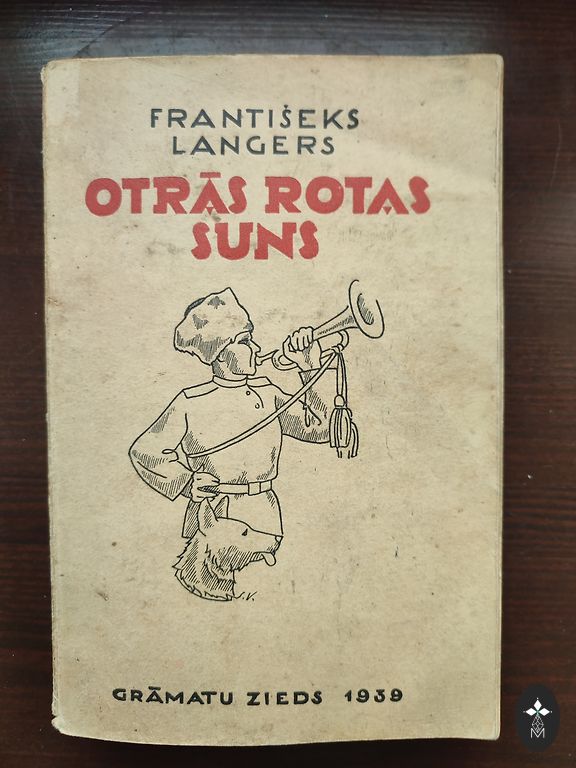 FRANTIŠEKS
LANGERS
OTRĀS ROTAS
SUNS
J.V.
GRĀMATU ZIEDS 1939
M